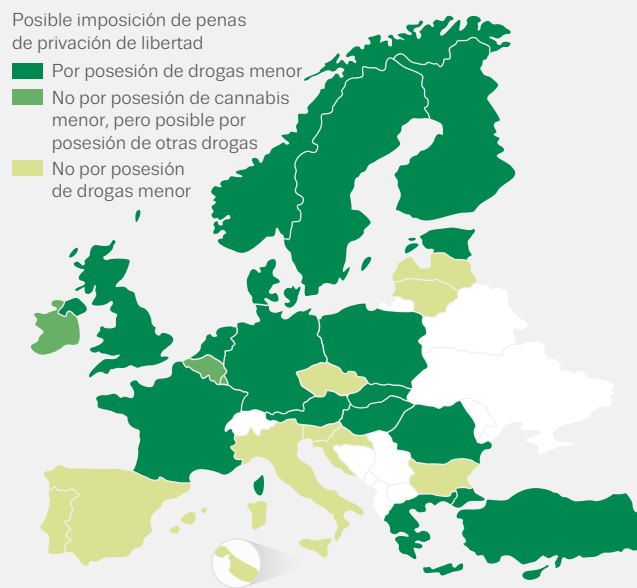 Posible imposición de penas
de privación de libertad
Por posesión de drogas menor
No por posesión de cannabis
menor, pero posible por
posesión de otras drogas
No por posesión
de drogas menor